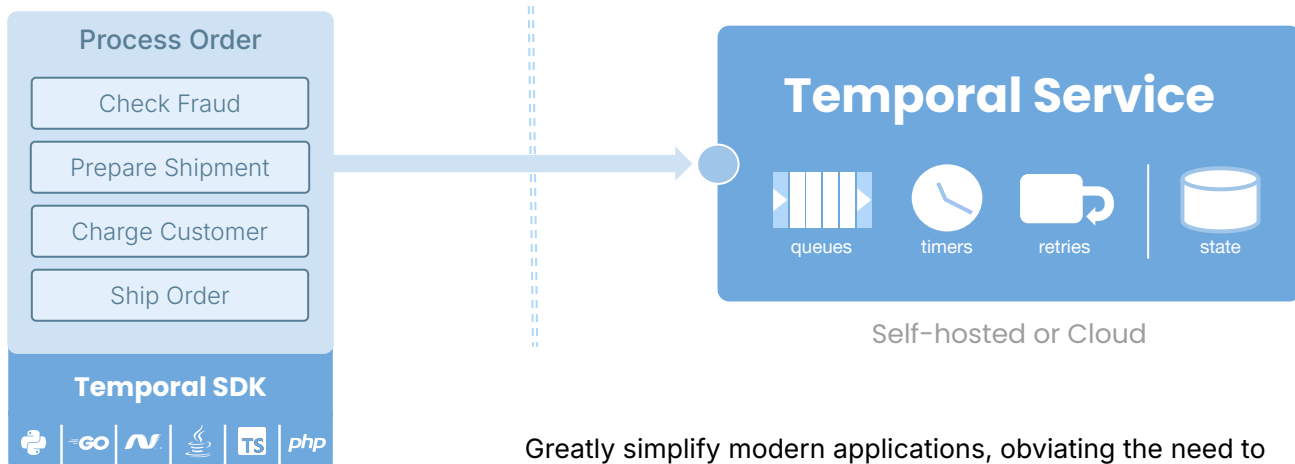 Process Order
Check Fraud
Prepare Shipment
Charge Customer
Ship Order
Temporal SDK
GO
TS
php
Temporal Service
queues
timers
retries
state
Self-hosted or Cloud
Greatly simplify modern applications, obviating the need to